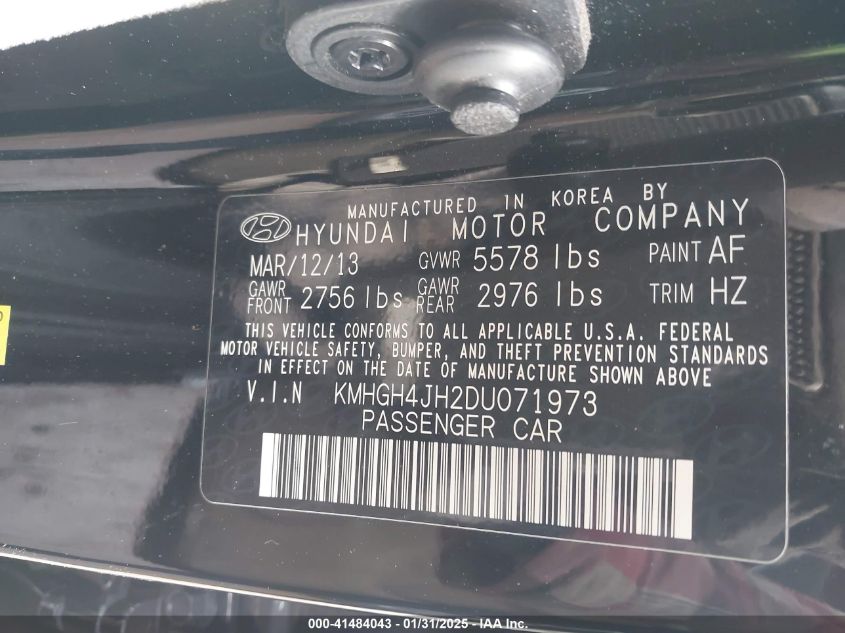 MANUFACTURED IN KOREA BY
HYUNDAI MOTOR COMPANY
MAR/12/13 GVWR 5578 lbs PAINT AF
GAWR FRONT 2756 lbs GAWR REAR 2976 lbs TRIM HZ
THIS VEHICLE CONFORMS TO ALL APPLICABLE U.S.A. FEDERAL
MOTOR VEHICLE SAFETY, BUMPER, AND THEFT PREVENTION STANDARDS
IN EFFECT ON THE DATE OF MANUFACTURE SHOWN ABOVE
V.I.N KMHGH4JH2DU071973
PASSENGER CAR
000-41484043 - 01/31/2025 - IAA Inc.